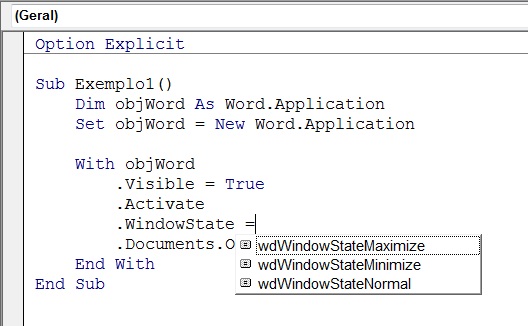 (Geral)
Option Explicit
Sub Exemplo1()
Dim objWord As Word.Application
Set objWord = New Word.Application
With objWord
.Visible = True
.Activate
.WindowState =
.Documents.O
wdWindowStateMaximize
wdWindowStateMinimize
wdWindowStateNormal
End With
End Sub